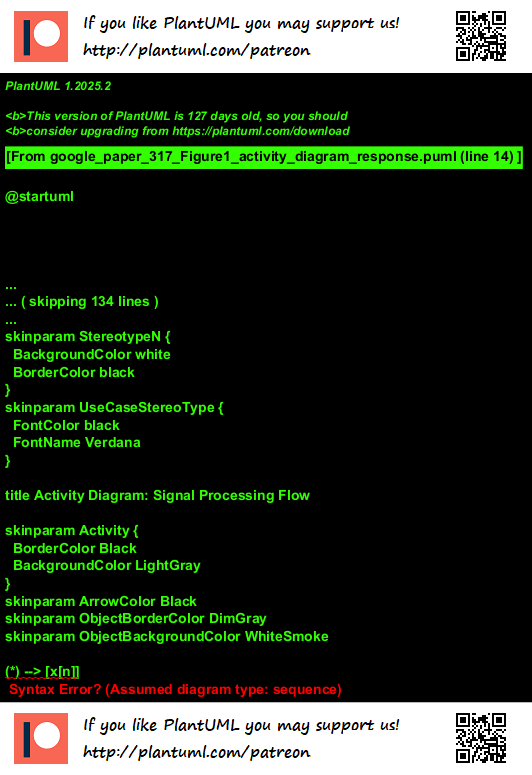 If you like PlantUML you may support us!
http://plantuml.com/patreon
PlantUML 1.2025.2
<b>This version of PlantUML is 127 days old, so you should
<b>consider upgrading from https://plantuml.com/download
[From google_paper_317_Figure1_activity_diagram_response.puml (line 14) ]
@startuml
...
... ( skipping 134 lines )
...
skinparam StereotypeN {
  BackgroundColor white
  BorderColor black
}
skinparam UseCaseStereoType {
  FontColor black
  FontName Verdana
}
title Activity Diagram: Signal Processing Flow
skinparam Activity {
  BorderColor Black
  BackgroundColor LightGray
}
skinparam ArrowColor Black
skinparam ObjectBorderColor DimGray
skinparam ObjectBackgroundColor WhiteSmoke
(*) --> [x[n]]
Syntax Error? (Assumed diagram type: sequence)
If you like PlantUML you may support us!
http://plantuml.com/patreon